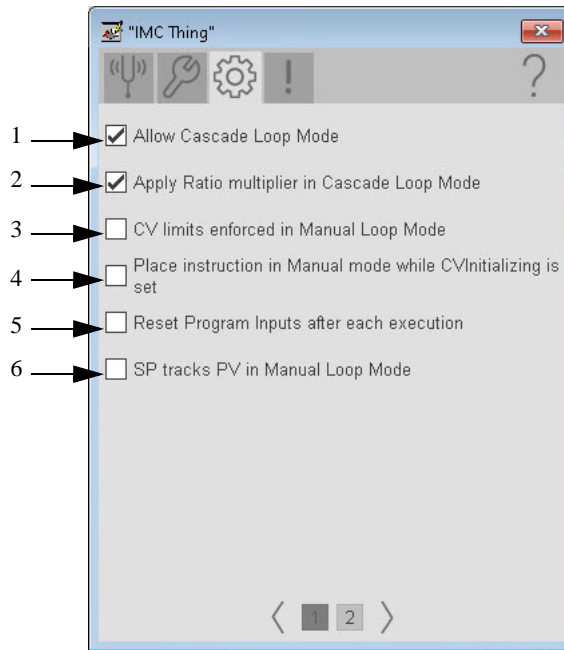 "IMC Thing"
?
1 Allow Cascade Loop Mode
2 Apply Ratio multiplier in Cascade Loop Mode
3 CV limits enforced in Manual Loop Mode
4 Place instruction in Manual mode while CVInitializing is
set
5 Reset Program Inputs after each execution
6 SP tracks PV in Manual Loop Mode
1 2